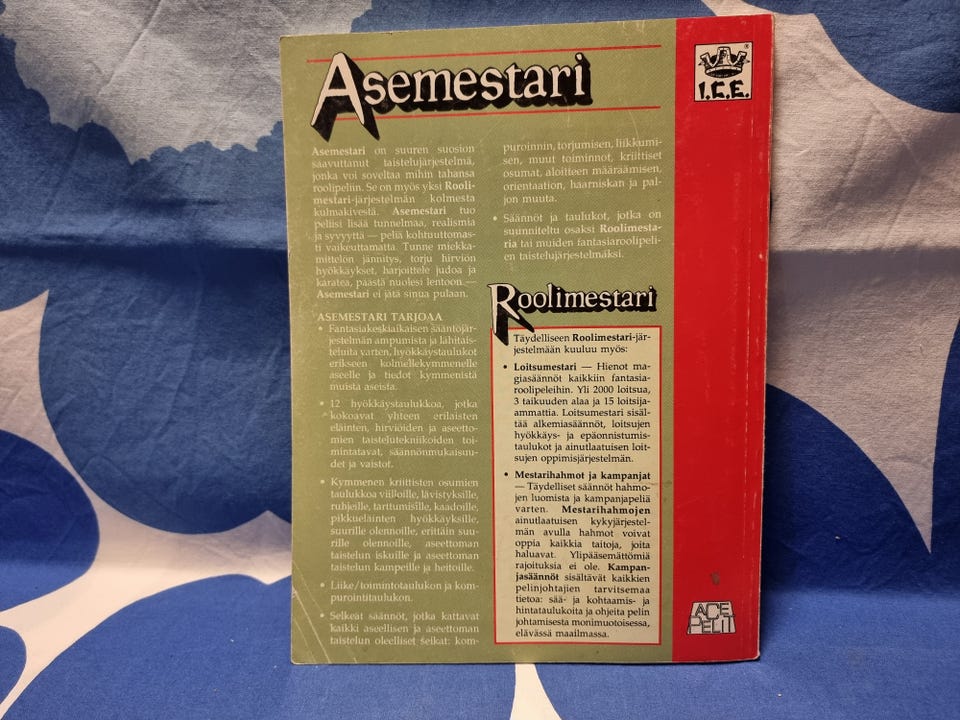 Asemestari
Asemestari on suuren suosion
saavuttanut taistelujärjestelmä,
jonka voi soveltaa mihin tahansa
roolipeliin. Se on myös yksi Rooli-
mestari-järjestelmän kolmesta
kulmakivestä. Asemestari tuo
peliisi lisää tunnelmaa, realismia
ja syvyyttä — peliä kohtuuttomas-
ti vaikeuttamatta. Tunne miekka-
mittelön jännitys, torju hirviön
hyökkäykset, harjoittele judoa ja
karatea, päästä nuolesi lentoon —
Asemestari ei jätä sinua pulaan.
ASEMESTARI TARJOAA
• Fantasiakeskiaikaisen sääntöjär-
jestelmän ampumista ja lähitais-
teluita varten, hyökkäystaulukot
erikseen kolmellekymmenelle
aseelle ja tiedot kymmenistä
muista aseista.
• 12 hyökkäystaulukkoa, jotka
kokoavat yhteen erilaisten
eläinten, hirviöiden ja aseetto-
mien taistelutekniikoiden toi-
mintatavat, säännönmukaisuu-
det ja vaistot.
• Kymmenen kriittisten osumien
taulukkoa viilloille, lävistyksille,
ruhjeille, tarttumisille, kaadoille,
pikkueläinten hyökkäyksille,
suurille olennoille, erittäin suu-
rille olennoille, aseettoman
taistelun iskuille ja aseettoman
taistelun kampeille ja heitoille.
• Liike/toimintotaulukon ja kom-
purointitaulukon.
• Selkeät säännöt, jotka kattavat
kaikki aseellisen ja aseettoman
taistelun oleelliset seikat: kom-
puroinnin, torjumisen, liikkumi-
sen, muut toiminnot, kriittiset
osumat, aloitteen määräämisen,
orientaation, haarniskan ja pal-
jon muuta.
• Säännöt ja taulukot, jotka on
suunniteltu osaksi Roolimesta-
ria tai muiden fantasiaroolipeli-
en taistelujärjestelmäksi.
Roolimestari
Täydelliseen Roolimestari-jär-
jestelmään kuuluu myös:
• Loitsumestari — Hienot ma-
giasäännöt kaikkiin fantasia-
roolipeleihin. Yli 2000 loitsua,
3 taikuuden alaa ja 15 loitsija-
ammattia. Loitsumestari sisäl-
tää alkemiasäännöt, loitsujen
hyökkäys- ja epäonnistumis-
taulukot ja ainutlaatuisen loit-
sujen oppimisjärjestelmän.
• Mestarihahmot ja kampanjat
— Täydelliset säännöt hahmo-
jen luomista ja kampanjapeliä
varten. Mestarihahmojen
ainutlaatuisen kykyjärjestel-
män avulla hahmot voivat
oppia kaikkia taitoja, joita
haluavat. Ylipääsemättömiä
rajoituksia ei ole. Kampan-
jasäännöt sisältävät kaikkien
pelinjohtajien tarvitsemaa
tietoa: sää- ja kohtaamis- ja
hintataulukoita ja ohjeita pelin
johtamisesta monimuotoisessa,
elävässä maailmassa.
I.C.E.®
ACE
PELIT